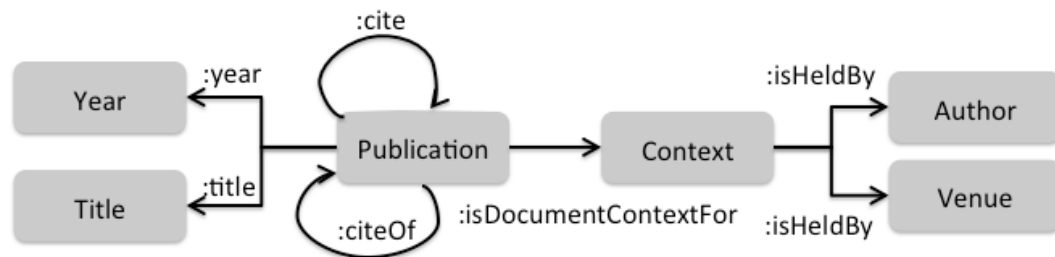 :cite
:year
:isHeldBy
Year
Author
Publication
Context
:title
Title
Venue
:citeOf
:isDocumentContextFor
:isHeldBy